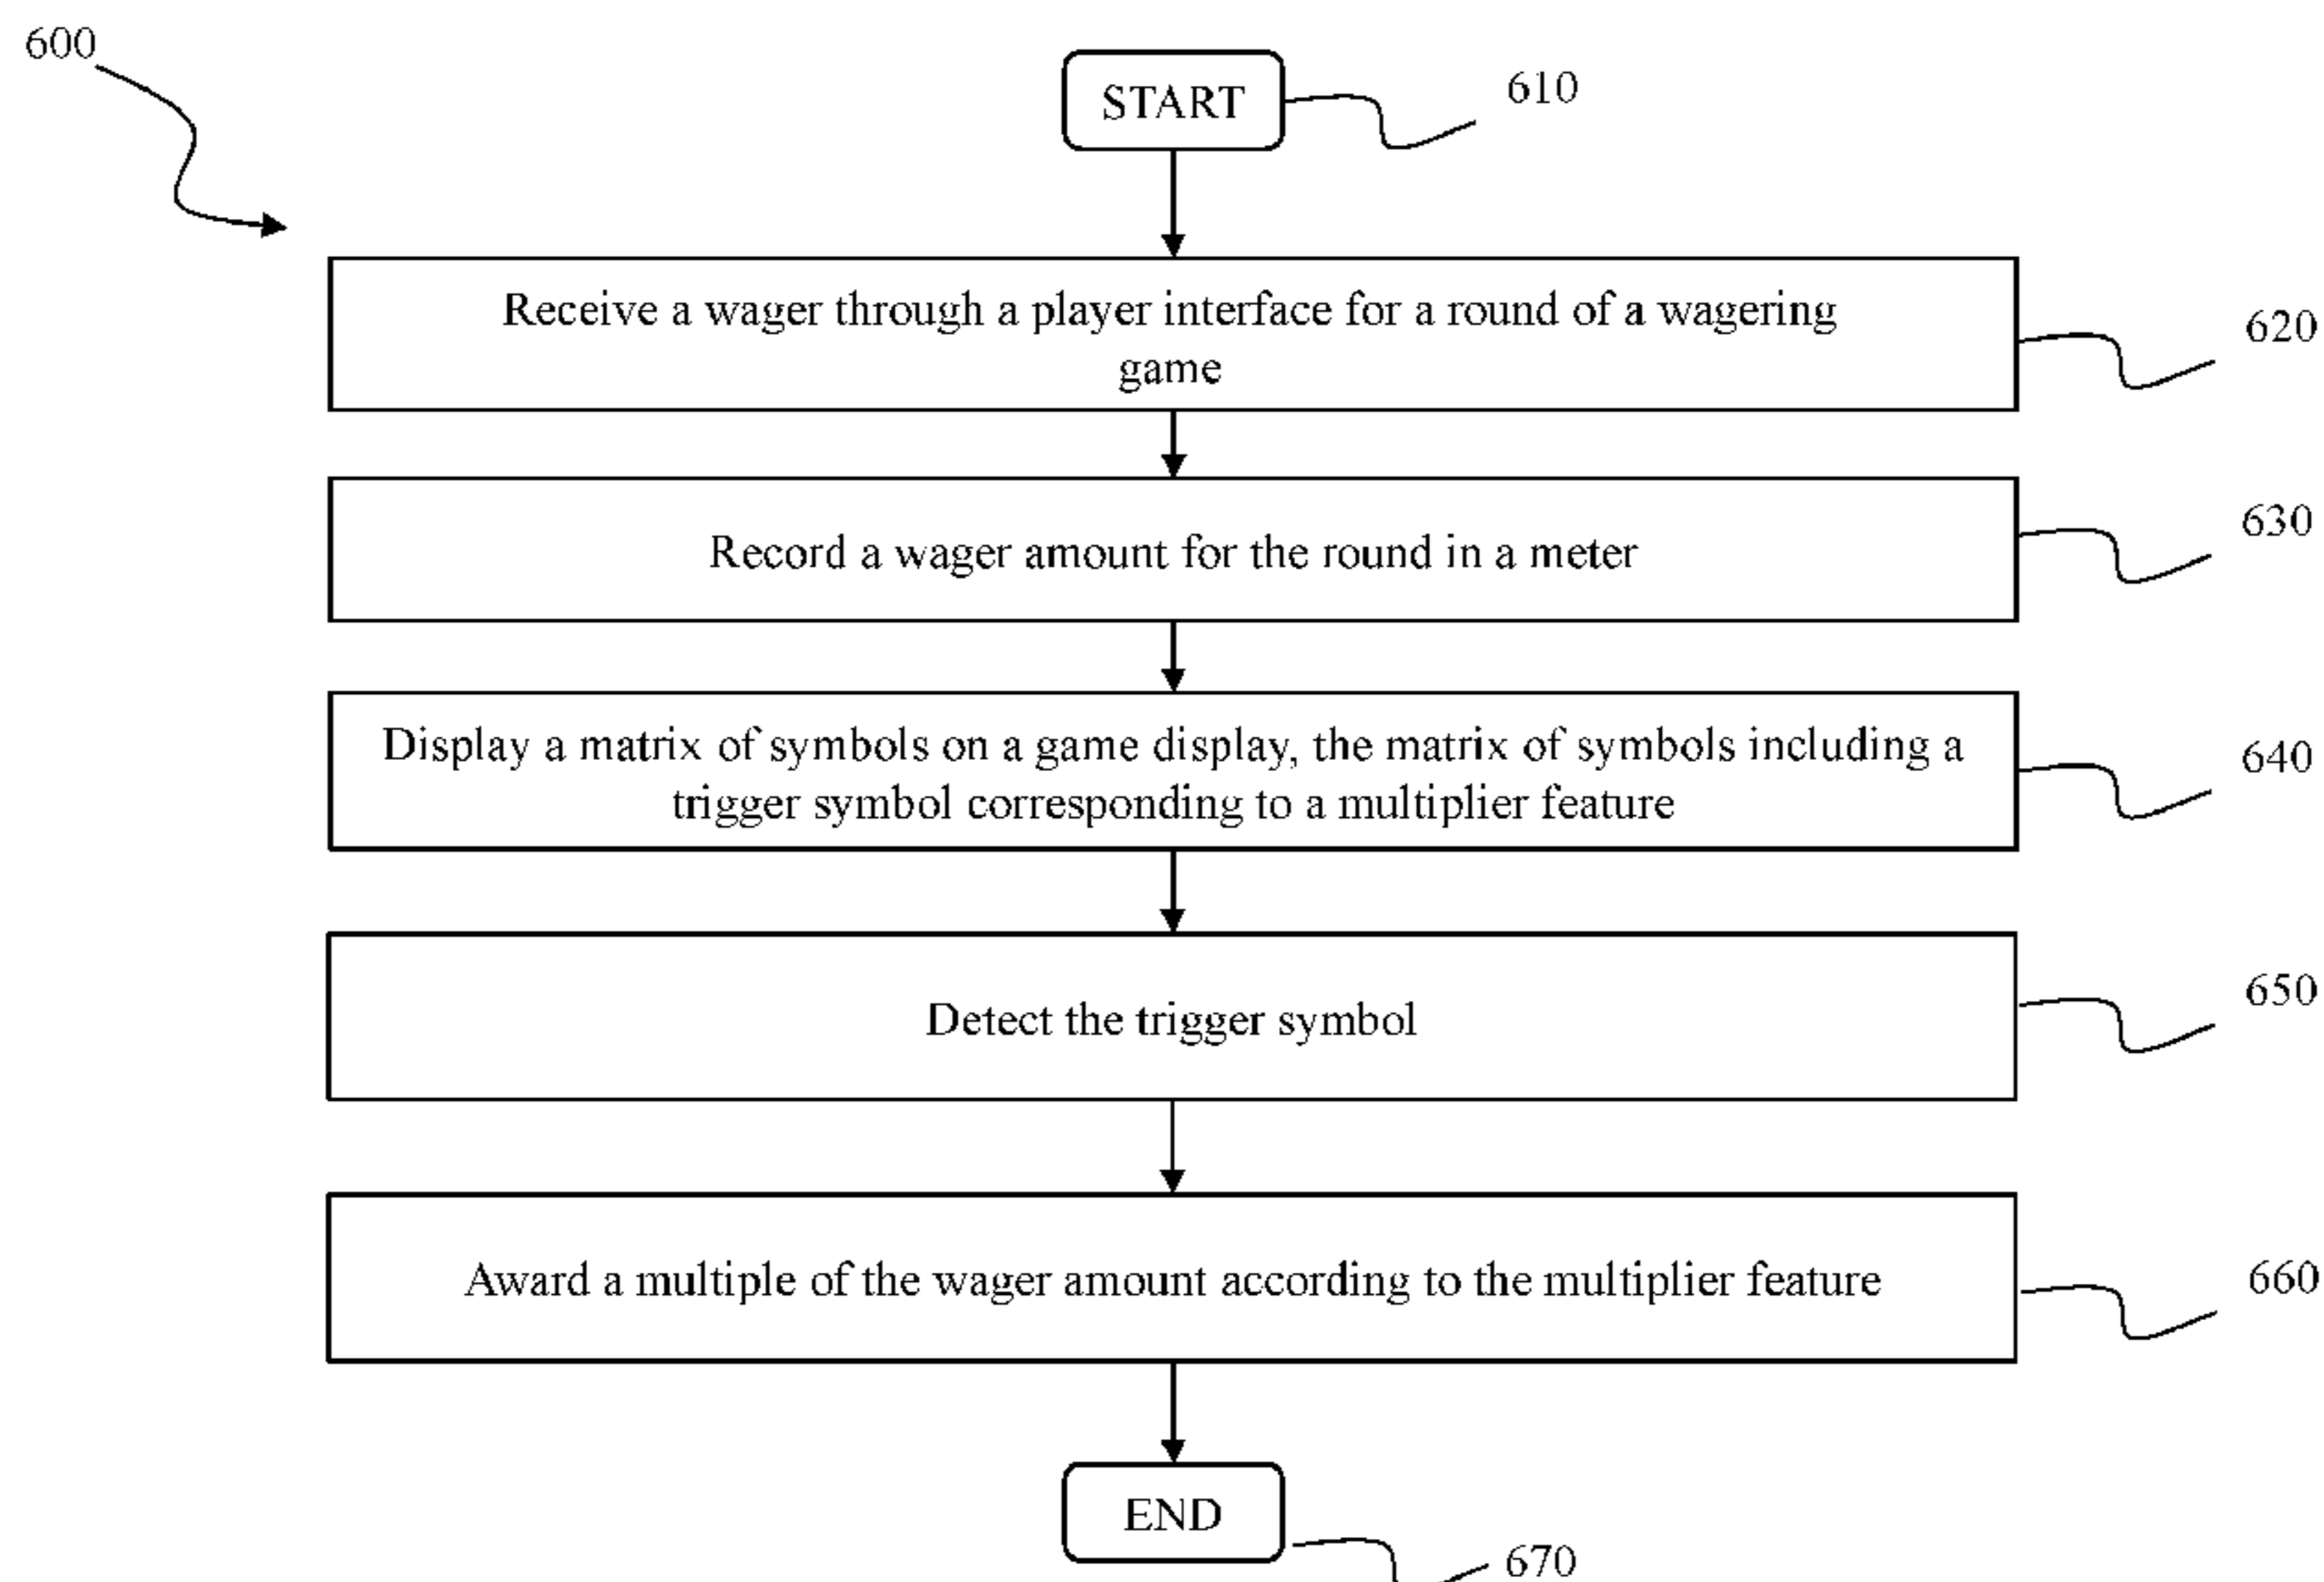 600
START
610
Receive a wager through a player interface for a round of a wagering
game
620
Record a wager amount for the round in a meter
630
Display a matrix of symbols on a game display, the matrix of symbols including a
trigger symbol corresponding to a multiplier feature
640
Detect the trigger symbol
650
Award a multiple of the wager amount according to the multiplier feature
660
END
670